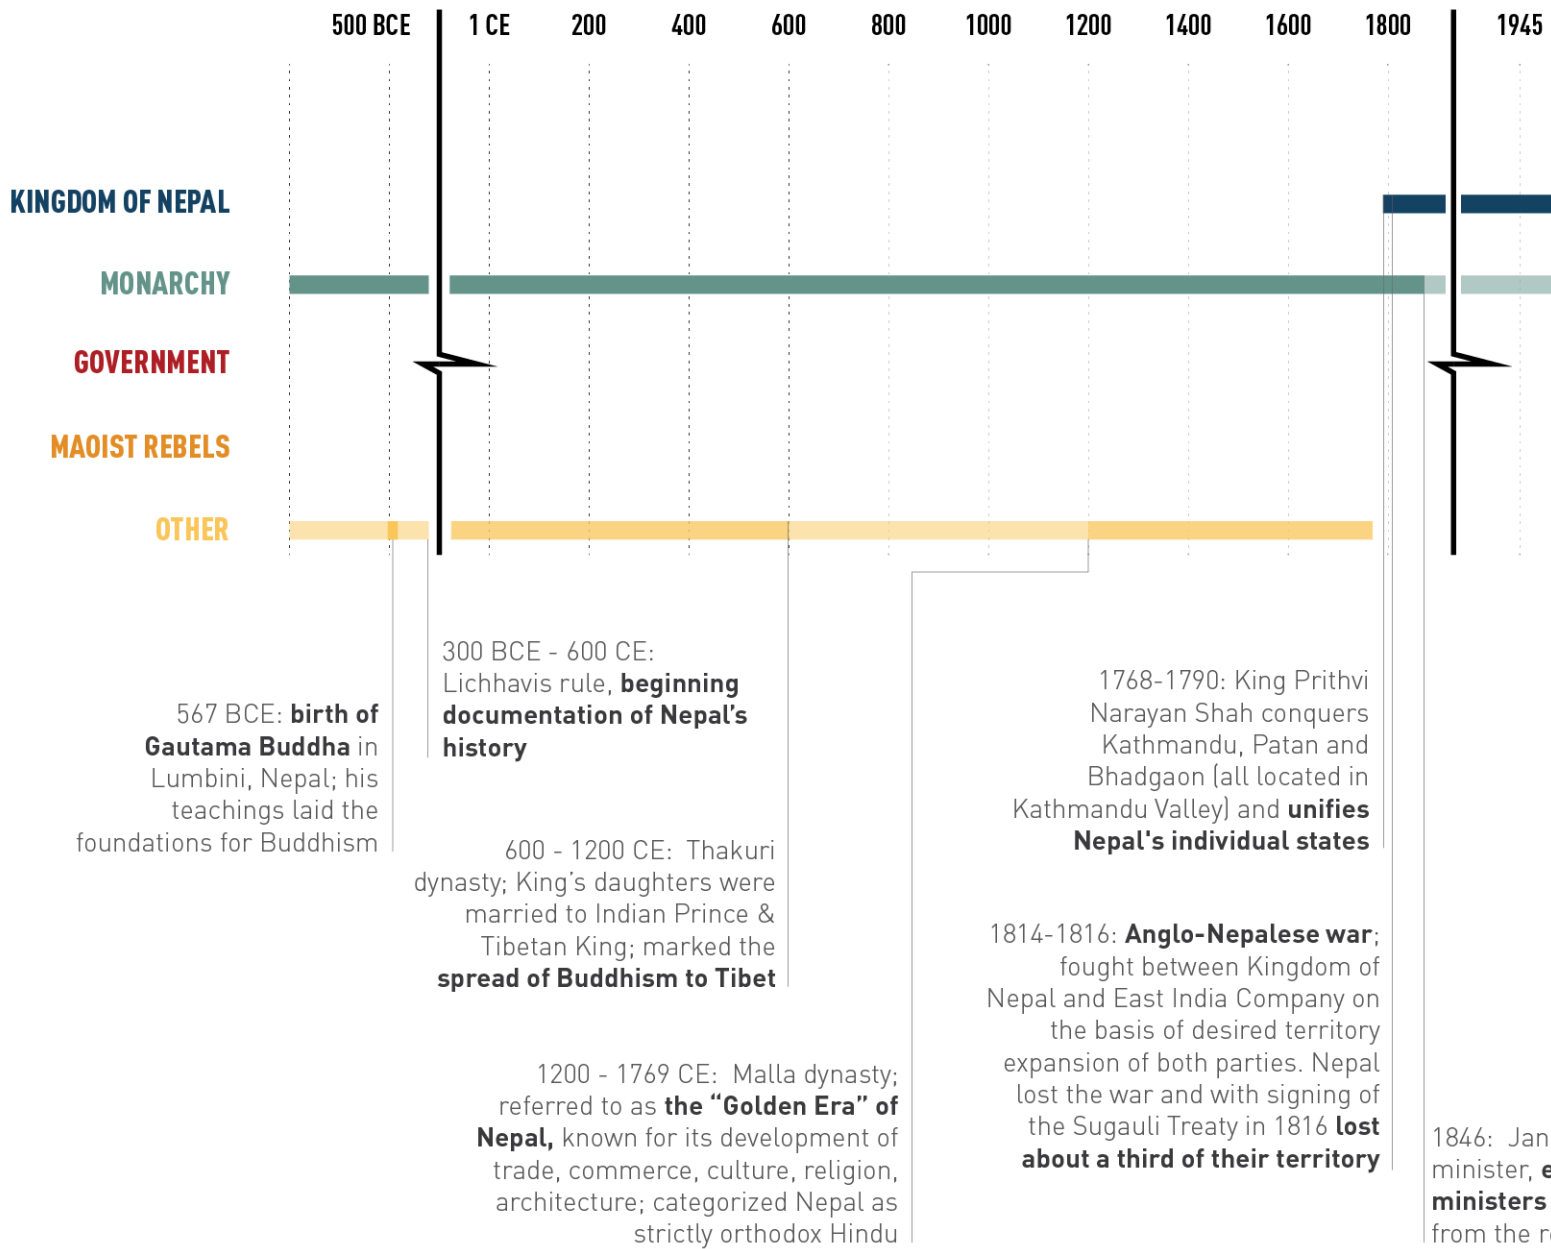 500 BCE 1 CE 200 400 600 800 1000 1200 1400 1600 1800 1945
KINGDOM OF NEPAL
MONARCHY
GOVERNMENT
MAOIST REBELS
OTHER
567 BCE: birth of
Gautama Buddha in
Lumbini, Nepal; his
teachings laid the
foundations for Buddhism
300 BCE - 600 CE:
Lichhavis rule, beginning
documentation of Nepal’s
history
600 - 1200 CE:  Thakuri
dynasty; King’s daughters were
married to Indian Prince &
Tibetan King; marked the
spread of Buddhism to Tibet
1200 - 1769 CE:  Malla dynasty;
referred to as the “Golden Era” of
Nepal, known for its development of
trade, commerce, culture, religion,
architecture; categorized Nepal as
strictly orthodox Hindu
1768-1790: King Prithvi
Narayan Shah conquers
Kathmandu, Patan and
Bhadgaon (all located in
Kathmandu Valley) and unifies
Nepal's individual states
1814-1816: Anglo-Nepalese war;
fought between Kingdom of
Nepal and East India Company on
the basis of desired territory
expansion of both parties. Nepal
lost the war and with signing of
the Sugauli Treaty in 1816 lost
about a third of their territory
1846:  Jan
minister,
ministers
from the